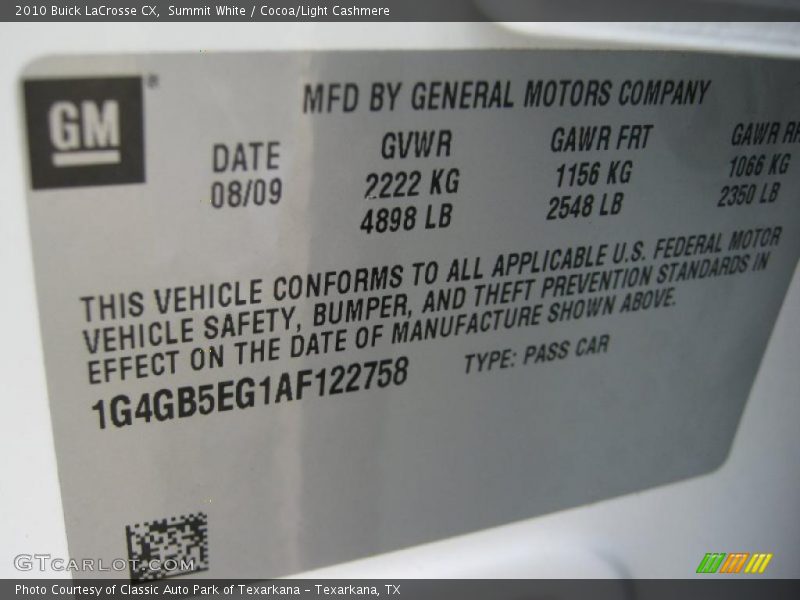 2010 Buick LaCrosse CX, Summit White / Cocoa/Light Cashmere
GM®
MFD BY GENERAL MOTORS COMPANY
DATE GVWR GAWR FRT GAWR RR
08/09 2222 KG 1156 KG 1066 KG
4898 LB 2548 LB 2350 LB
THIS VEHICLE CONFORMS TO ALL APPLICABLE U.S. FEDERAL MOTOR
VEHICLE SAFETY, BUMPER, AND THEFT PREVENTION STANDARDS IN
EFFECT ON THE DATE OF MANUFACTURE SHOWN ABOVE.
1G4GB5EG1AF122758 TYPE: PASS CAR
GTcarlot.com
Photo Courtesy of Classic Auto Park of Texarkana – Texarkana, TX